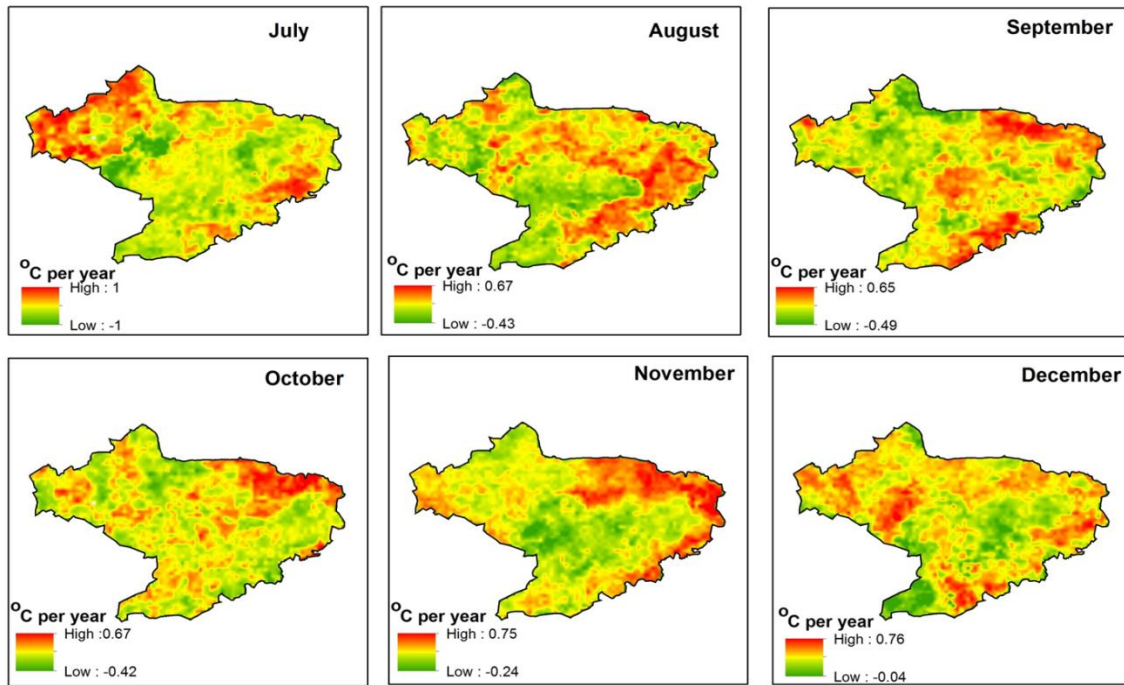 July
°C per year
High : 1
Low : -1
August
°C per year
High : 0.67
Low : -0.43
September
°C per year
High : 0.65
Low : -0.49
October
°C per year
High :0.67
Low : -0.42
November
°C per year
High : 0.75
Low : -0.24
December
°C per year
High : 0.76
Low : -0.04